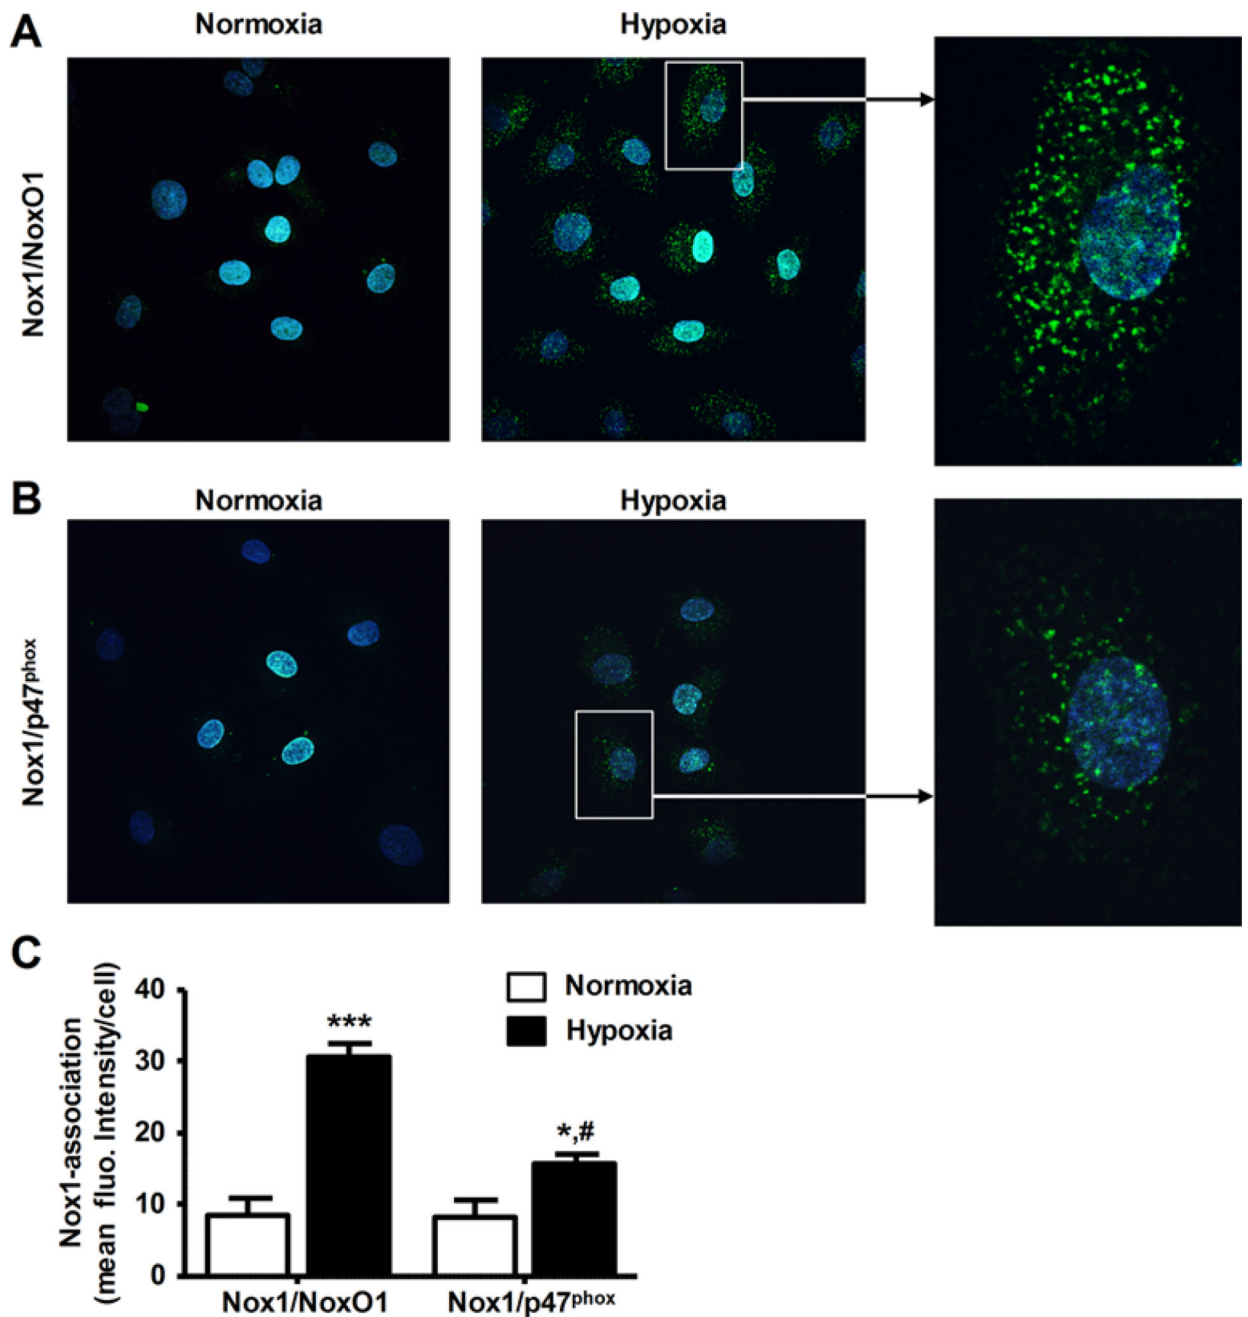 A
Normoxia
Hypoxia
Nox1/NoxO1
B
Normoxia
Hypoxia
Nox1/p47phox
C
Nox1-association
(mean fluo. Intensity/cell)
40
30
20
10
0
***
*,#
Normoxia
Hypoxia
Nox1/NoxO1
Nox1/p47phox